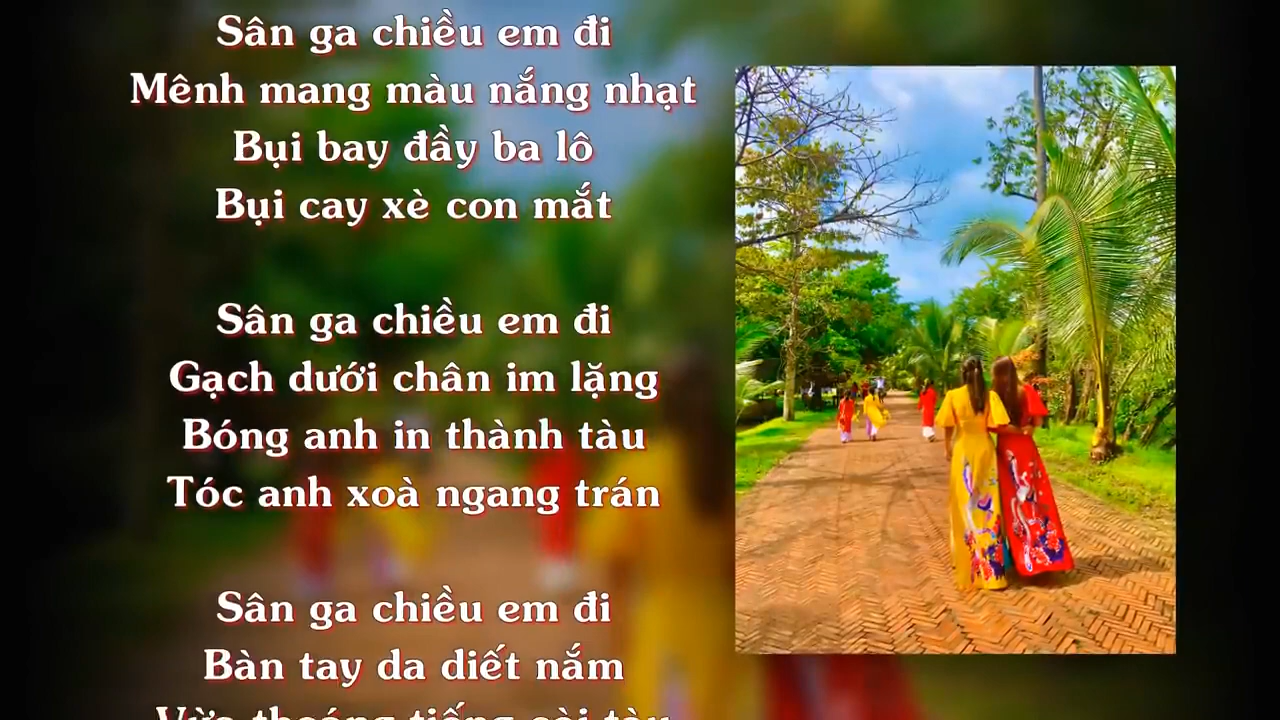 Sân ga chiều em đi
Mênh mang màu nắng nhạt
Bụi bay đầy ba lô
Bụi cay xè con mắt
Sân ga chiều em đi
Gạch dưới chân im lặng
Bóng anh in thành tàu
Tóc anh xoà ngang trán
Sân ga chiều em đi
Bàn tay da diết nắm